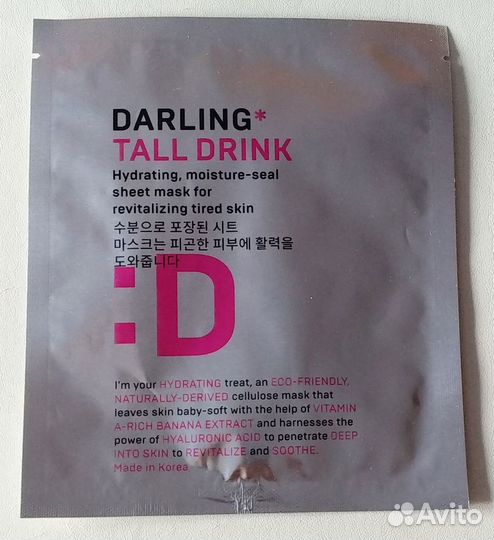 DARLING*
TALL DRINK
Hydrating, moisture-seal
sheet mask for
revitalizing tired skin
수분으로 포장된 시트
마스크는 피곤한 피부에 활력을
도와줍니다
:D
I'm your HYDRATING treat, an ECO-FRIENDLY,
NATURALLY-DERIVED cellulose mask that
leaves skin baby-soft with the help of VITAMIN
A-RICH BANANA EXTRACT and harnesses the
power of HYALURONIC ACID to penetrate DEEP
INTO SKIN to REVITALIZE and SOOTHE.
Made in Korea
Avito